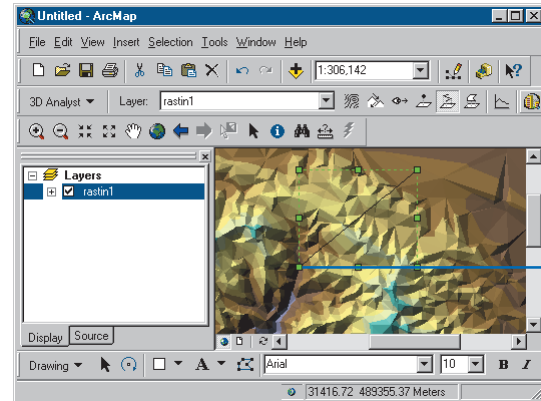 Untitled - ArcMap
File Edit View Insert Selection Tools Window Help
1:306,142
3D Analyst Layer: rastin1
Layers
rastin1
Display Source
Drawing A Arial 10 B I
31416.72 489355.37 Meters